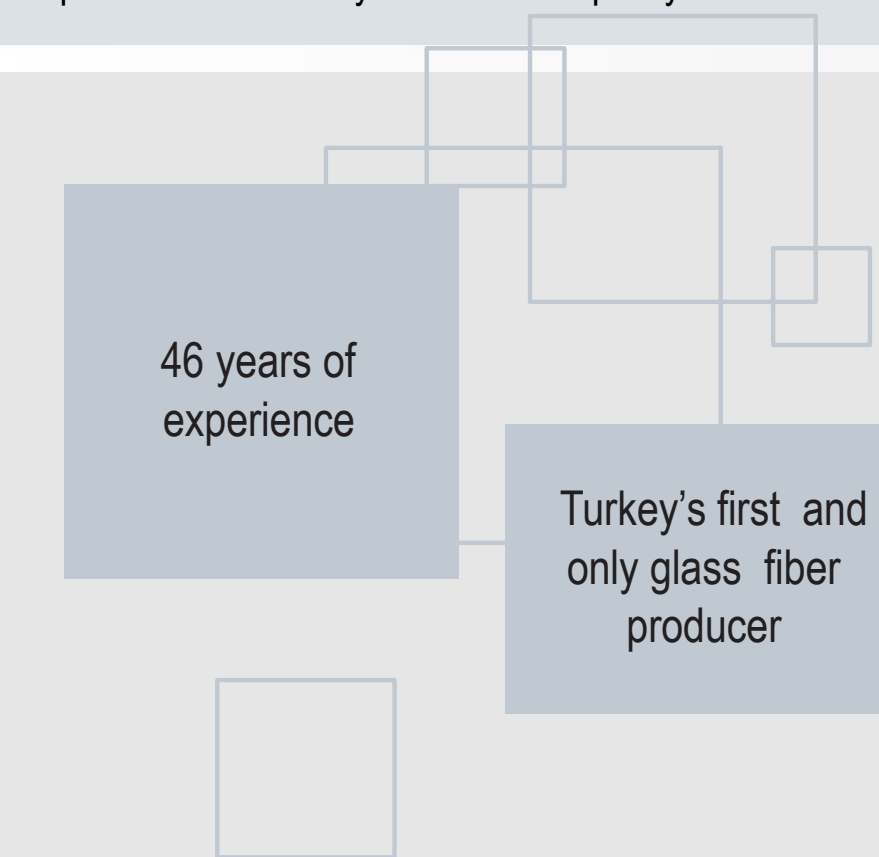 46 years of
experience
Turkey's first and
only glass fiber
producer